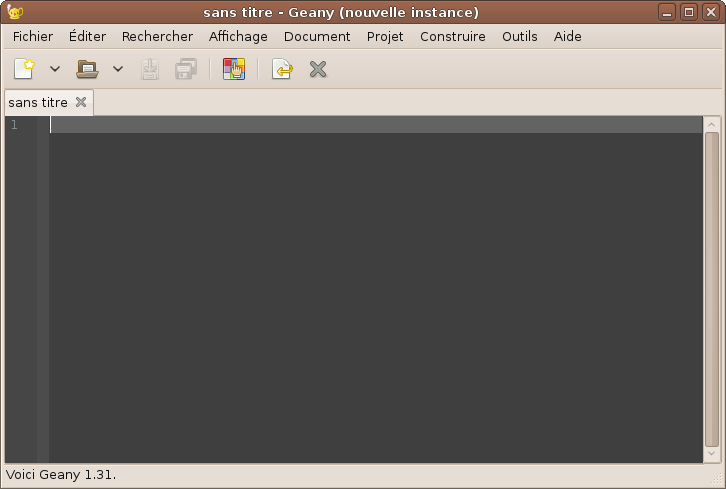 sans titre - Geany (nouvelle instance)
Fichier Éditer Rechercher Affichage Document Projet Construire Outils Aide
sans titre
1
Voici Geany 1.31.